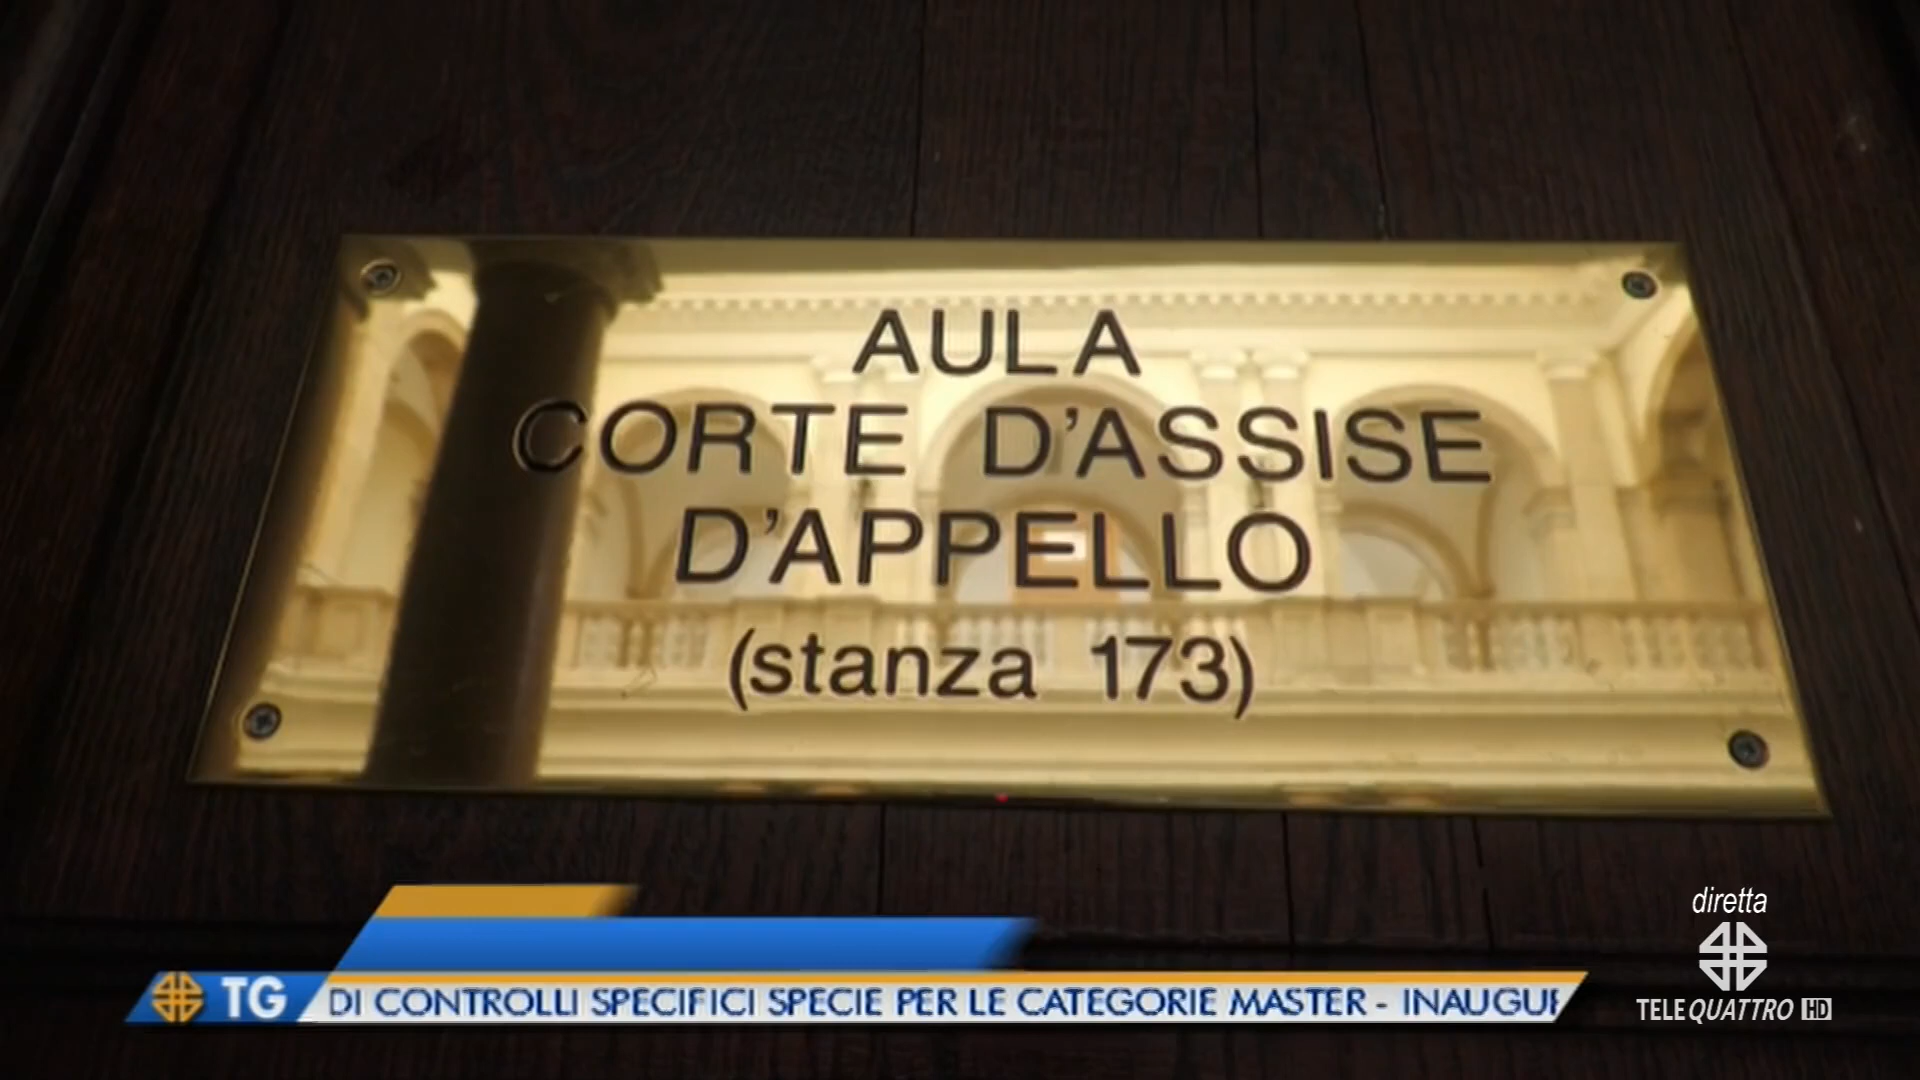 AULA
CORTE D'ASSISE
D'APPELLO
(stanza 173)
diretta
TG DI CONTROLLI SPECIFICI SPECIE PER LE CATEGORIE MASTER -
TELEQUATTRO HD